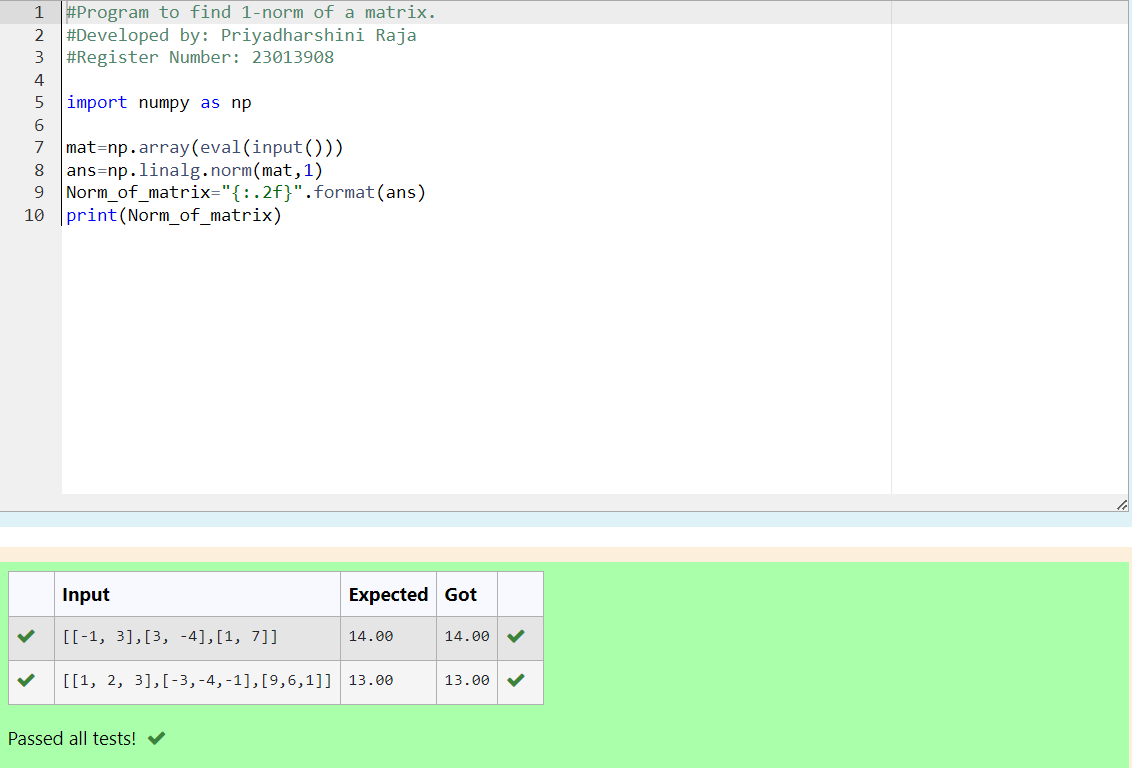 1 #Program to find 1-norm of a matrix.
2 #Developed by: Priyadharshini Raja
3 #Register Number: 23013908
4
5 import numpy as np
6
7 mat=np.array(eval(input()))
8 ans=np.linalg.norm(mat,1)
9 Norm_of_matrix="{:.2f}".format(ans)
10 print(Norm_of_matrix)
Input Expected Got
[[-1, 3],[3, -4],[1, 7]] 14.00 14.00
[[1, 2, 3],[-3,-4,-1],[9,6,1]] 13.00 13.00
Passed all tests!